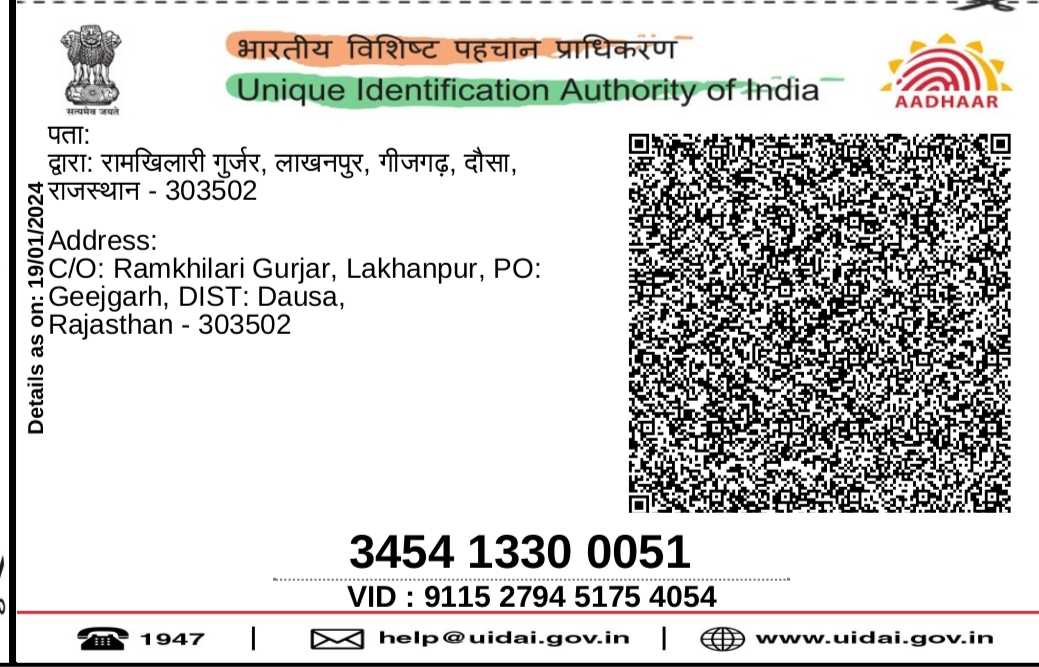 भारतीय विशिष्ट पहचान प्राधिकरण
Unique Identification Authority of India
सत्यमेव जयते
AADHAAR
पता:
द्वारा: रामखिलारी गुर्जर, लाखनपुर, गीजगढ़, दौसा,
राजस्थान - 303502
Details as on: 19/01/2024
Address:
C/O: Ramkhilari Gurjar, Lakhanpur, PO:
Geejgarh, DIST: Dausa,
Rajasthan - 303502
3454 1330 0051
VID : 9115 2794 5175 4054
1947 | help@uidai.gov.in | www.uidai.gov.in